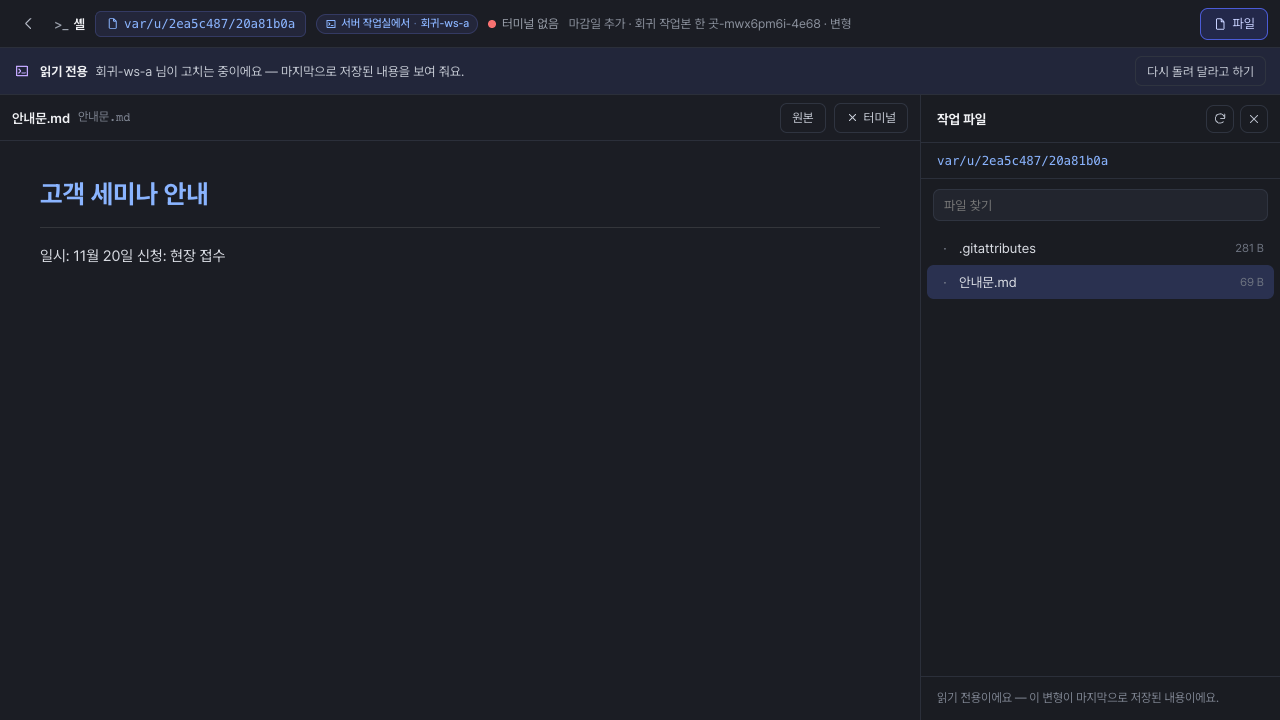 >_ 셸 var/u/2ea5c487/20a81b0a 서버 작업실에서 · 회귀-ws-a 터미널 없음 마감일 추가 · 회귀 작업본 한 곳-mwx6pm6i-4e68 · 변형 파일
읽기 전용 회귀-ws-a 님이 고치는 중이에요 — 마지막으로 저장된 내용을 보여 줘요. 다시 돌려 달라고 하기
안내문.md 안내문.md 원본 × 터미널
고객 세미나 안내
일시: 11월 20일 신청: 현장 접수
작업 파일
var/u/2ea5c487/20a81b0a
파일 찾기
· .gitattributes 281 B
· 안내문.md 69 B
읽기 전용이에요 — 이 변형이 마지막으로 저장된 내용이에요.